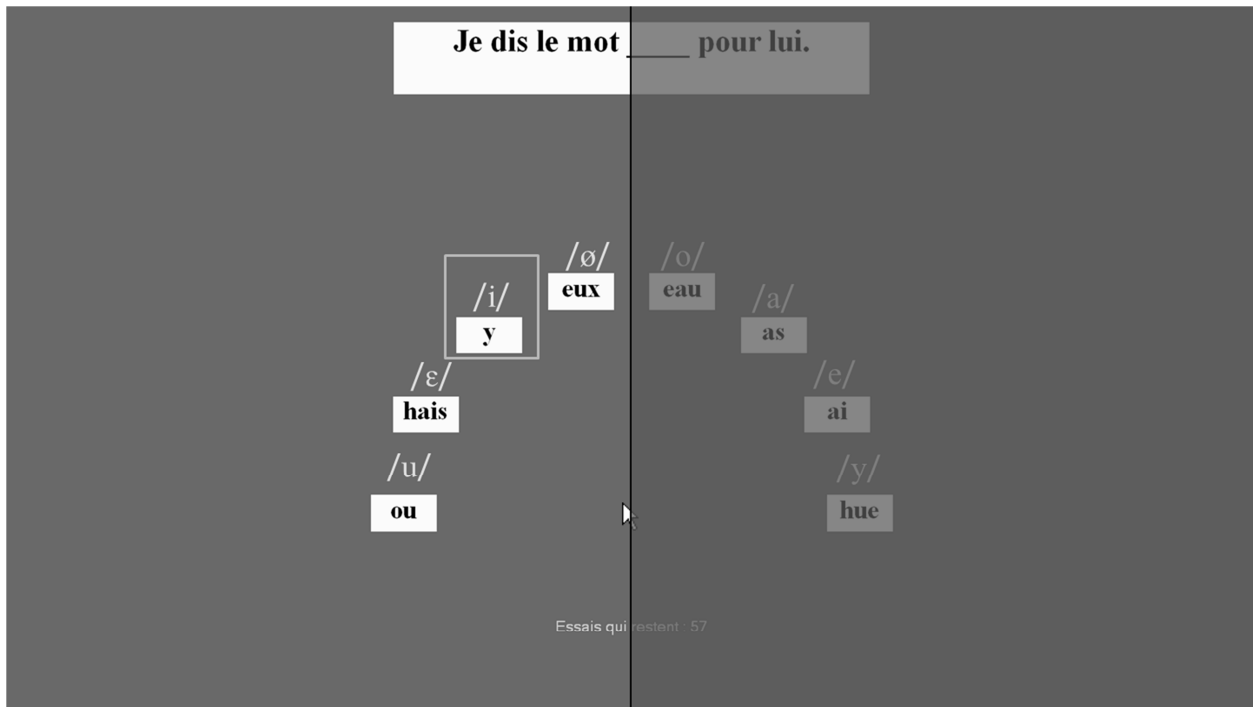 Je dis le mot ____ pour lui.
/ø/
eux
/o/
eau
/i/
y
/a/
as
/ɛ/
hais
/e/
ai
/u/
ou
/y/
hue
Essais qui restent : 57